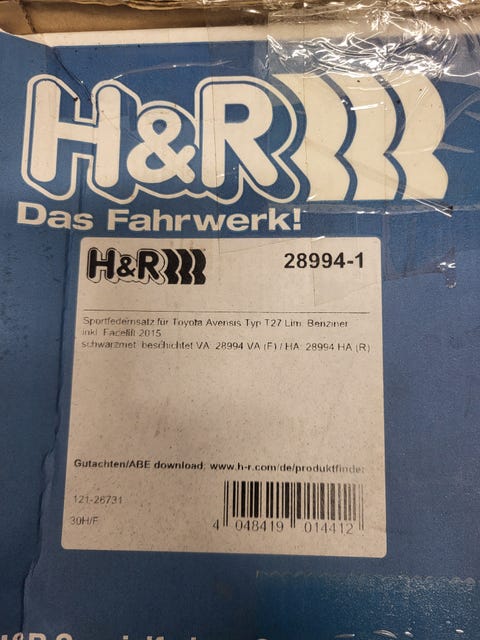 H&R
Das Fahrwerk!
H&R
28994-1
Sportfedernsatz für Toyota Avensis Typ T27 Lim. Benziner
inkl. Facelift 2015
schwarzmet. beschichtet VA: 28994 VA (F) / HA: 28994 HA (R)
Gutachten/ABE download: www.h-r.com/de/produktfinder
121-26731
30H/F
4 048419 014412